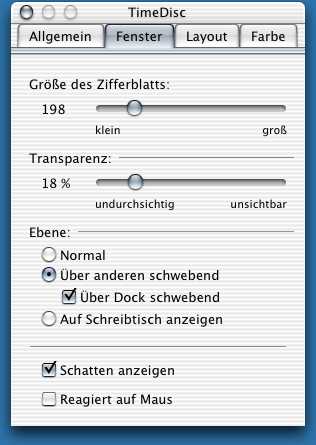 TimeDisc
Allgemein Fenster Layout Farbe
Größe des Zifferblatts:
198
klein groß
Transparenz:
18 %
undurchsichtig unsichtbar
Ebene:
Normal
Über anderen schwebend
Über Dock schwebend
Auf Schreibtisch anzeigen
Schatten anzeigen
Reagiert auf Maus